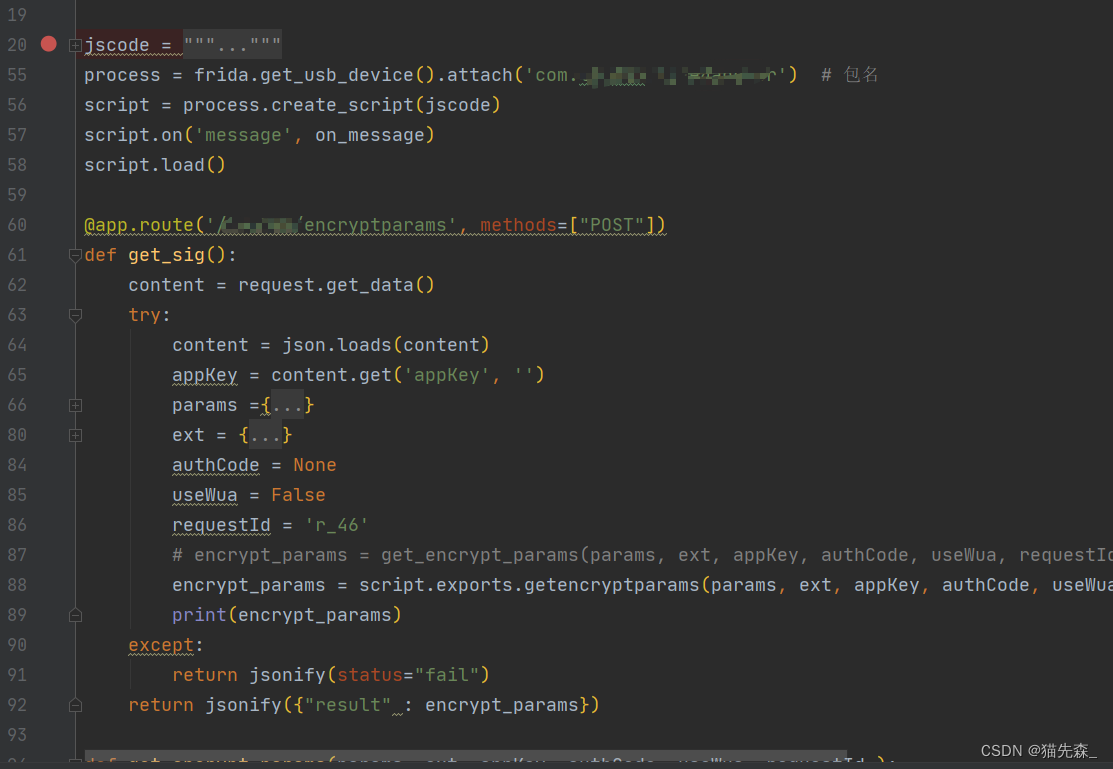 19
20 jscode = """..."""
55 process = frida.get_usb_device().attach('com. r') # 包名
56 script = process.create_script(jscode)
57 script.on('message', on_message)
58 script.load()
59
60 @app.route('/ /encryptparams', methods=["POST"])
61 def get_sig():
62 content = request.get_data()
63 try:
64 content = json.loads(content)
65 appKey = content.get('appKey', '')
66 params ={...}
80 ext = {...}
84 authCode = None
85 useWua = False
86 requestId = 'r_46'
87 # encrypt_params = get_encrypt_params(params, ext, appKey, authCode, useWua, requestId
88 encrypt_params = script.exports.getencryptparams(params, ext, appKey, authCode, useWua
89 print(encrypt_params)
90 except:
91 return jsonify(status="fail")
92 return jsonify({"result" : encrypt_params})
93
CSDN @猫先森_